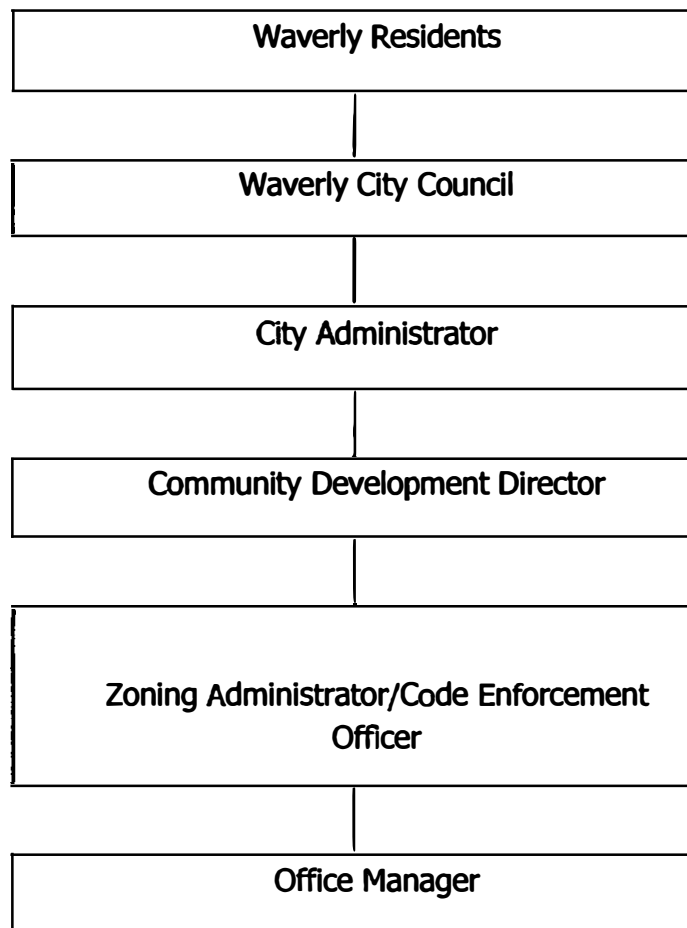 Waverly Residents
Waverly City Council
City Administrator
Community Development Director
Zoning Administrator/Code Enforcement
Officer
Office Manager